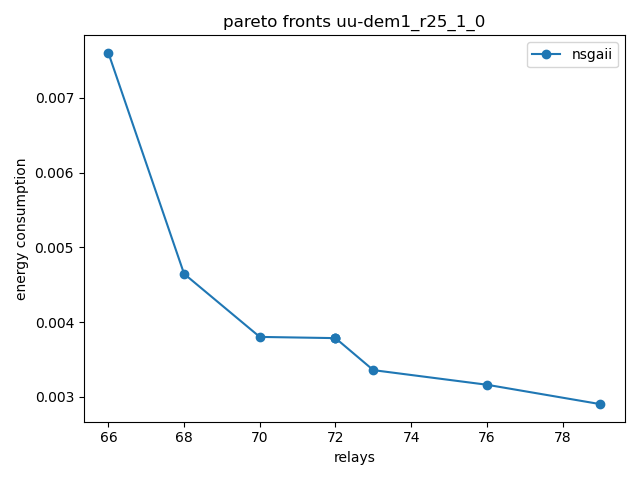 pareto fronts uu-dem1_r25_1_0
nsgaii
energy consumption
0.007
0.006
0.005
0.004
0.003
66 68 70 72 74 76 78
relays